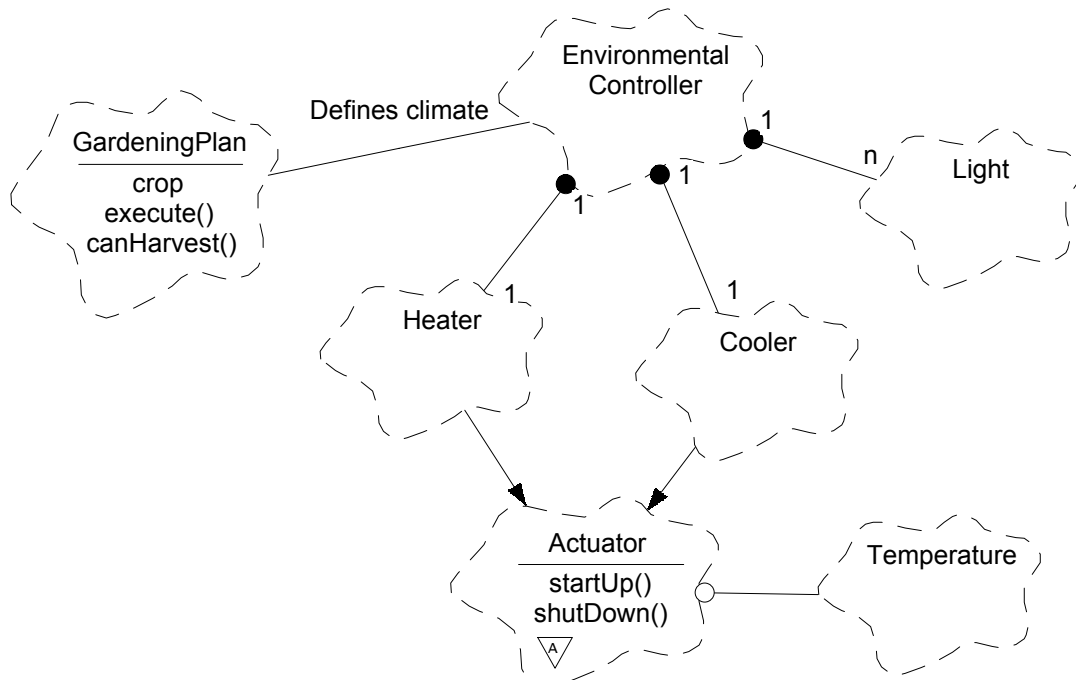 Environmental
Controller
Defines climate
1
GardeningPlan
crop
execute()
canHarvest()
n
Light
1
1
1
1
Heater
Cooler
Actuator
startUp()
shutDown()
A
Temperature